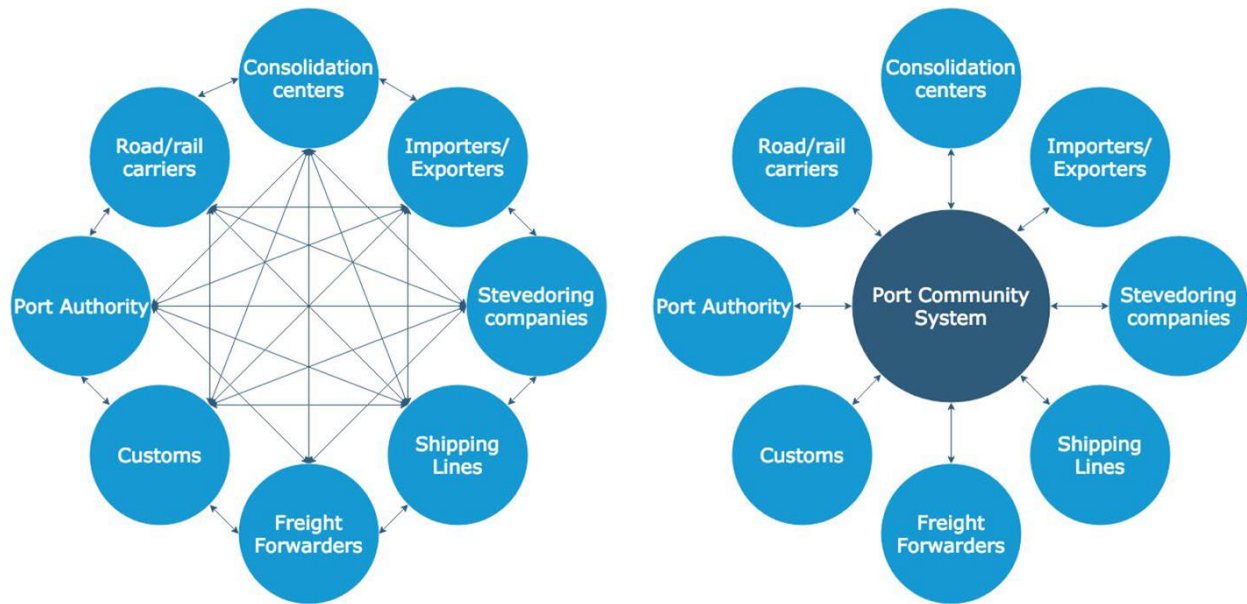 Consolidation
centers
Importers/
Exporters
Stevedoring
companies
Shipping
Lines
Freight
Forwarders
Customs
Port Authority
Road/rail
carriers
Consolidation
centers
Importers/
Exporters
Stevedoring
companies
Shipping
Lines
Freight
Forwarders
Customs
Port Authority
Road/rail
carriers
Port Community
System